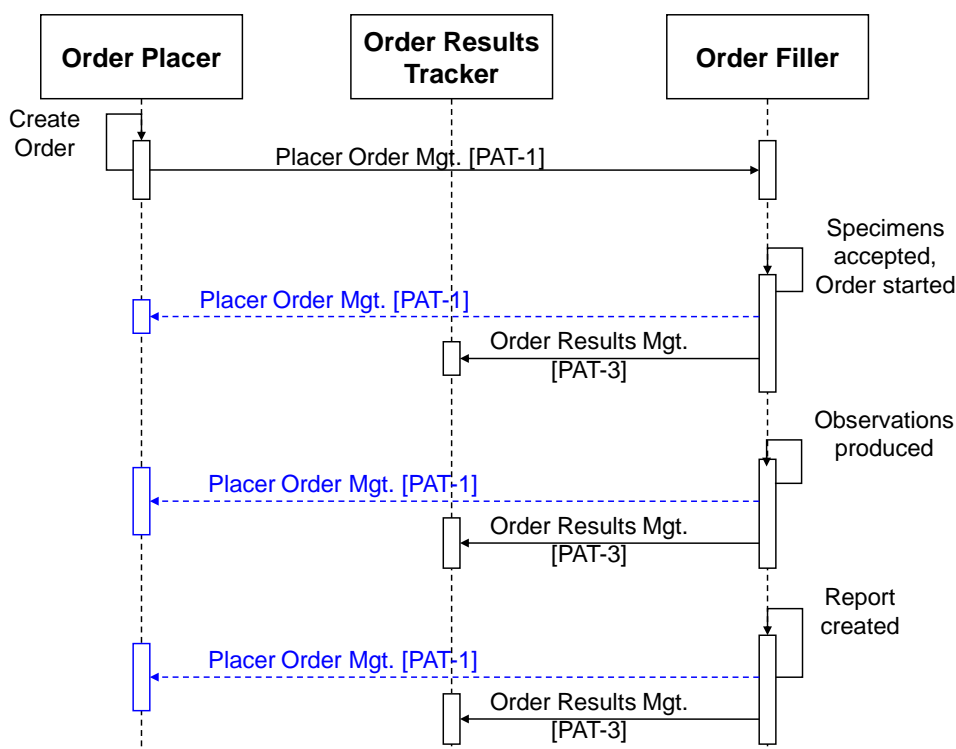 Order Placer
Order Results
Tracker
Order Filler
Create
Order
Placer Order Mgt. [PAT-1]
Specimens
accepted,
Order started
Placer Order Mgt. [PAT-1]
Order Results Mgt.
[PAT-3]
Observations
produced
Placer Order Mgt. [PAT-1]
Order Results Mgt.
[PAT-3]
Report
created
Placer Order Mgt. [PAT-1]
Order Results Mgt.
[PAT-3]